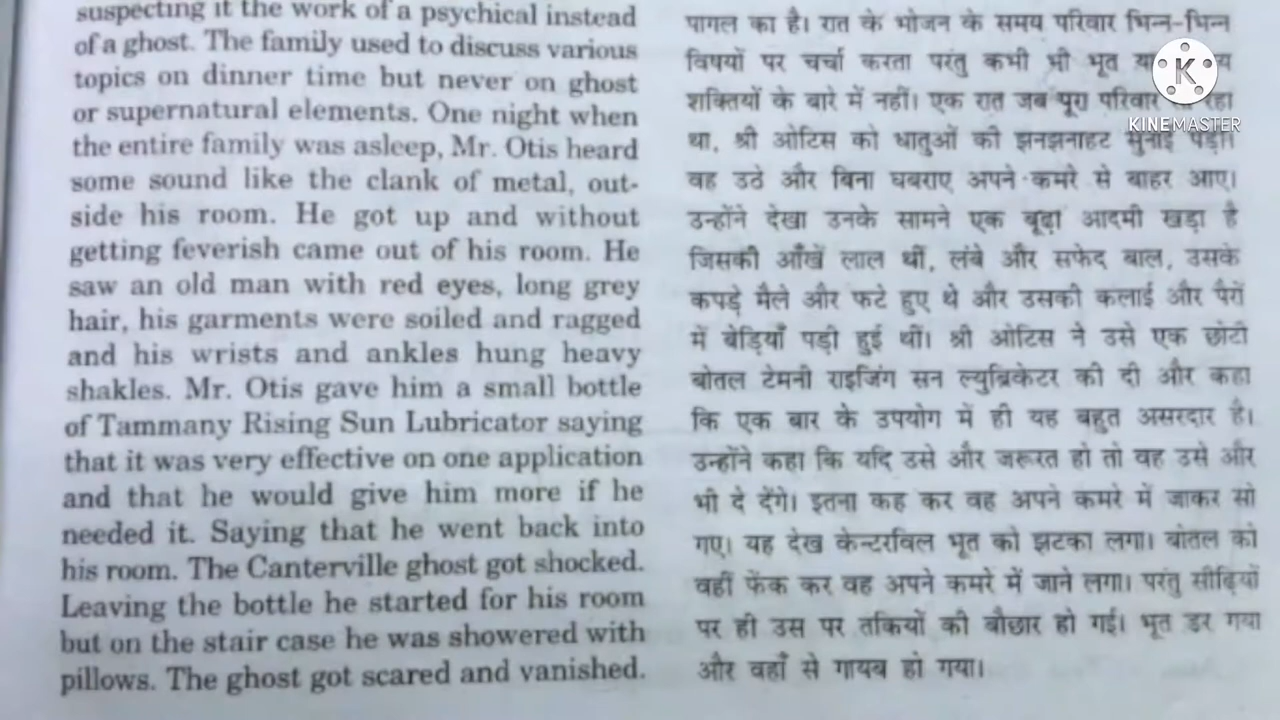 suspecting it the work of a psychical instead
of a ghost. The family used to discuss various
topics on dinner time but never on ghost
or supernatural elements. One night when
the entire family was asleep, Mr. Otis heard
some sound like the clank of metal, out-
side his room. He got up and without
getting feverish came out of his room. He
saw an old man with red eyes, long grey
hair, his garments were soiled and ragged
and his wrists and ankles hung heavy
shakles. Mr. Otis gave him a small bottle
of Tammany Rising Sun Lubricator saying
that it was very effective on one application
and that he would give him more if he
needed it. Saying that he went back into
his room. The Canterville ghost got shocked.
Leaving the bottle he started for his room
but on the stair case he was showered with
pillows. The ghost got scared and vanished.
पागल का है। रात के भोजन के समय परिवार भिन्न-भिन्न
विषयों पर चर्चा करता परंतु कभी भी भूत
शक्तियों के बारे में नहीं। एक रात जब पूरा परिवार रहा
था, श्री ओटिस को धातुओं की झनझनाहट सुनाई पड़ी।
वह उठे और बिना घबराए अपने कमरे से बाहर आए।
उन्होंने देखा उनके सामने एक बूढ़ा आदमी खड़ा है
जिसकी आँखें लाल थीं, लंबे और सफेद बाल, उसके
कपड़े मैले और फटे हुए थे और उसकी कलाई और पैरों
में बेड़ियाँ पड़ी हुई थीं। श्री ओटिस ने उसे एक छोटी
बोतल टेमनी राइजिंग सन ल्युब्रिकेटर की दी और कहा
कि एक बार के उपयोग में ही यह बहुत असरदार है।
उन्होंने कहा कि यदि उसे और जरूरत हो तो वह उसे और
भी दे देंगे। इतना कह कर वह अपने कमरे में जाकर सो
गए। यह देख केन्टरविल भूत को झटका लगा। बोतल को
वहीं फेंक कर वह अपने कमरे में जाने लगा। परंतु सीढ़ियों
पर ही उस पर तकियों की बौछार हो गई। भूत डर गया
और वहाँ से गायब हो गया।
K
KINEMASTER